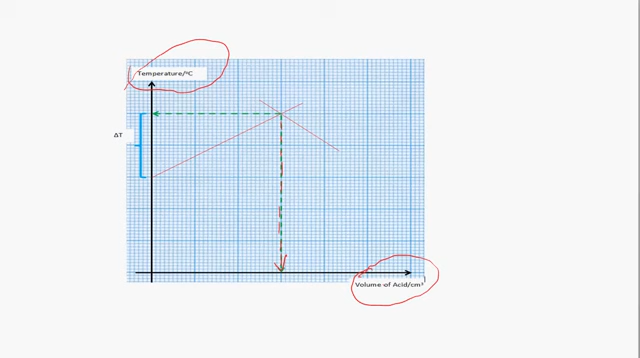 Temperature/°C
ΔT
Volume of Acid/cm³